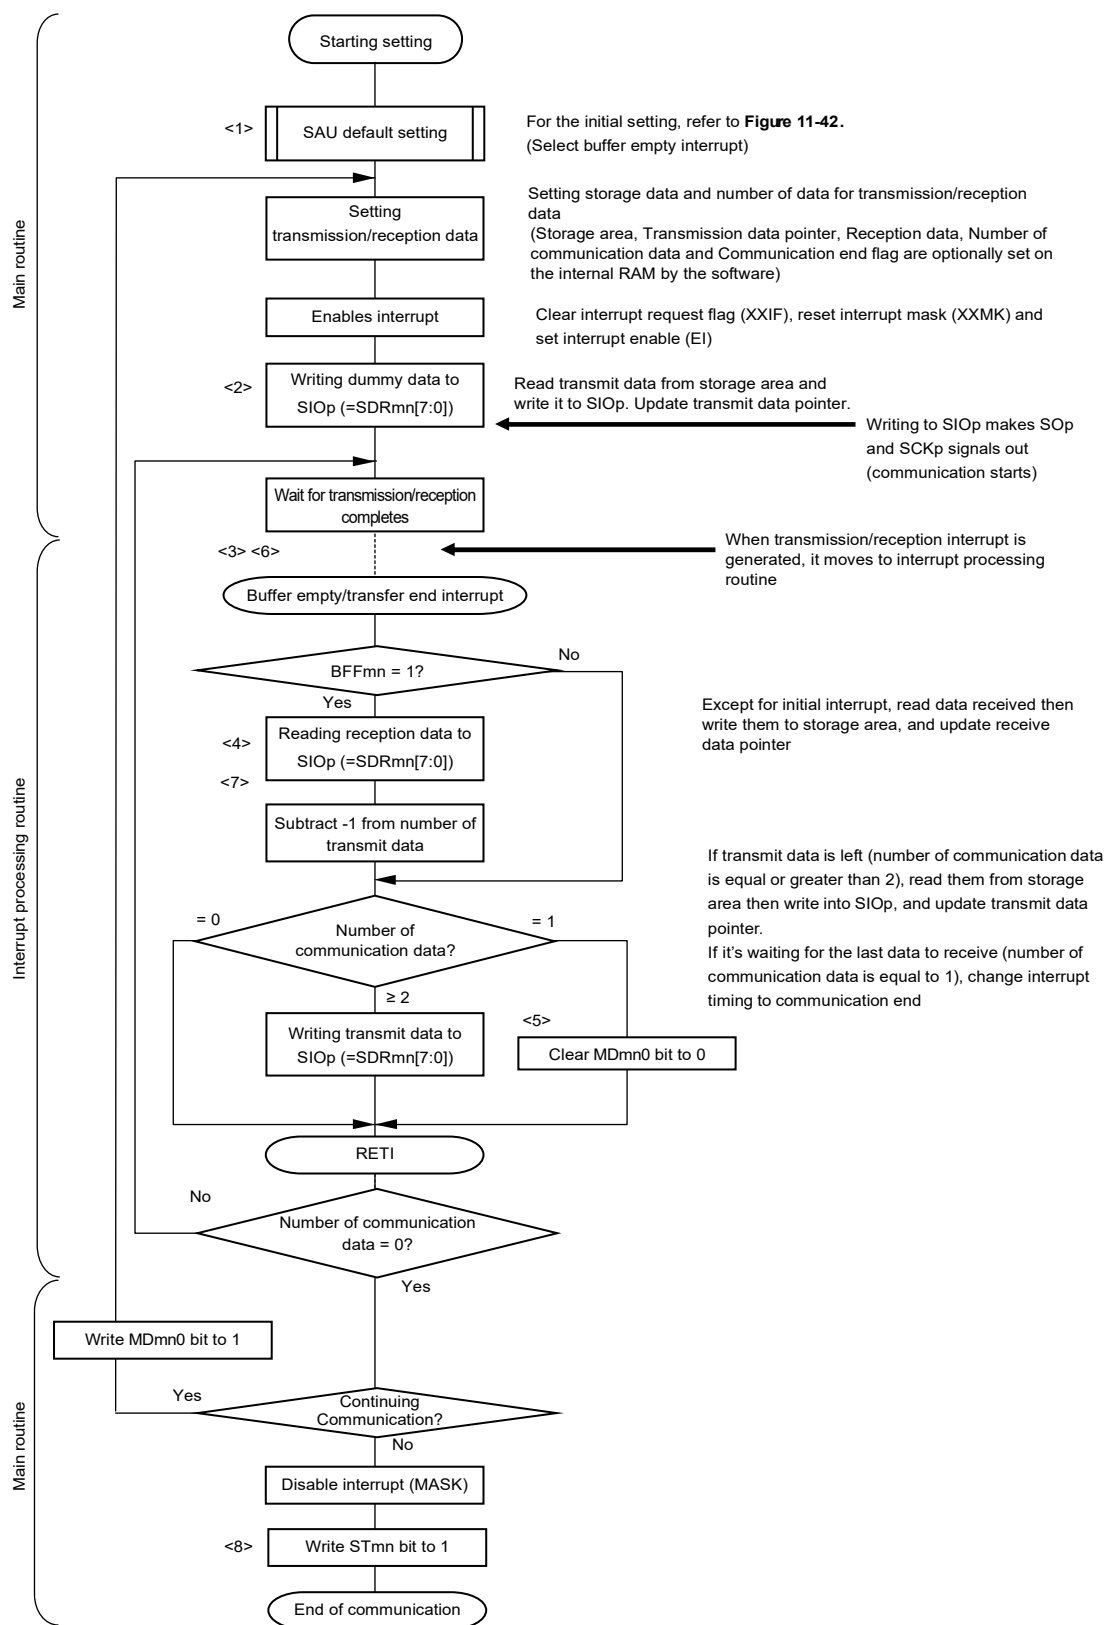 Starting setting
<1>
SAU default setting
For the initial setting, refer to Figure 11-42.
(Select buffer empty interrupt)
Main routine
Setting
transmission/reception data
Setting storage data and number of data for transmission/reception
data
(Storage area, Transmission data pointer, Reception data, Number of
communication data and Communication end flag are optionally set on
the internal RAM by the software)
Enables interrupt
Clear interrupt request flag (XXIF), reset interrupt mask (XXMK) and
set interrupt enable (EI)
<2>
Writing dummy data to
SIOp (=SDRmn[7:0])
Read transmit data from storage area and
write it to SIOp. Update transmit data pointer.
Writing to SIOp makes SOp
and SCKp signals out
(communication starts)
Wait for transmission/reception
completes
<3> <6>
When transmission/reception interrupt is
generated, it moves to interrupt processing
routine
Buffer empty/transfer end interrupt
Interrupt processing routine
BFFmn = 1?
No
Yes
<4>
Reading reception data to
SIOp (=SDRmn[7:0])
Except for initial interrupt, read data received then
write them to storage area, and update receive
data pointer
<7>
Subtract -1 from number of
transmit data
= 0
Number of
communication data?
= 1
≥ 2
If transmit data is left (number of communication data
is equal or greater than 2), read them from storage
area then write into SIOp, and update transmit data
pointer.
If it's waiting for the last data to receive (number of
communication data is equal to 1), change interrupt
timing to communication end
Writing transmit data to
SIOp (=SDRmn[7:0])
<5>
Clear MDmn0 bit to 0
RETI
No
Number of communication
data = 0?
Yes
Write MDmn0 bit to 1
Main routine
Yes
Continuing
Communication?
No
Disable interrupt (MASK)
<8>
Write STmn bit to 1
End of communication